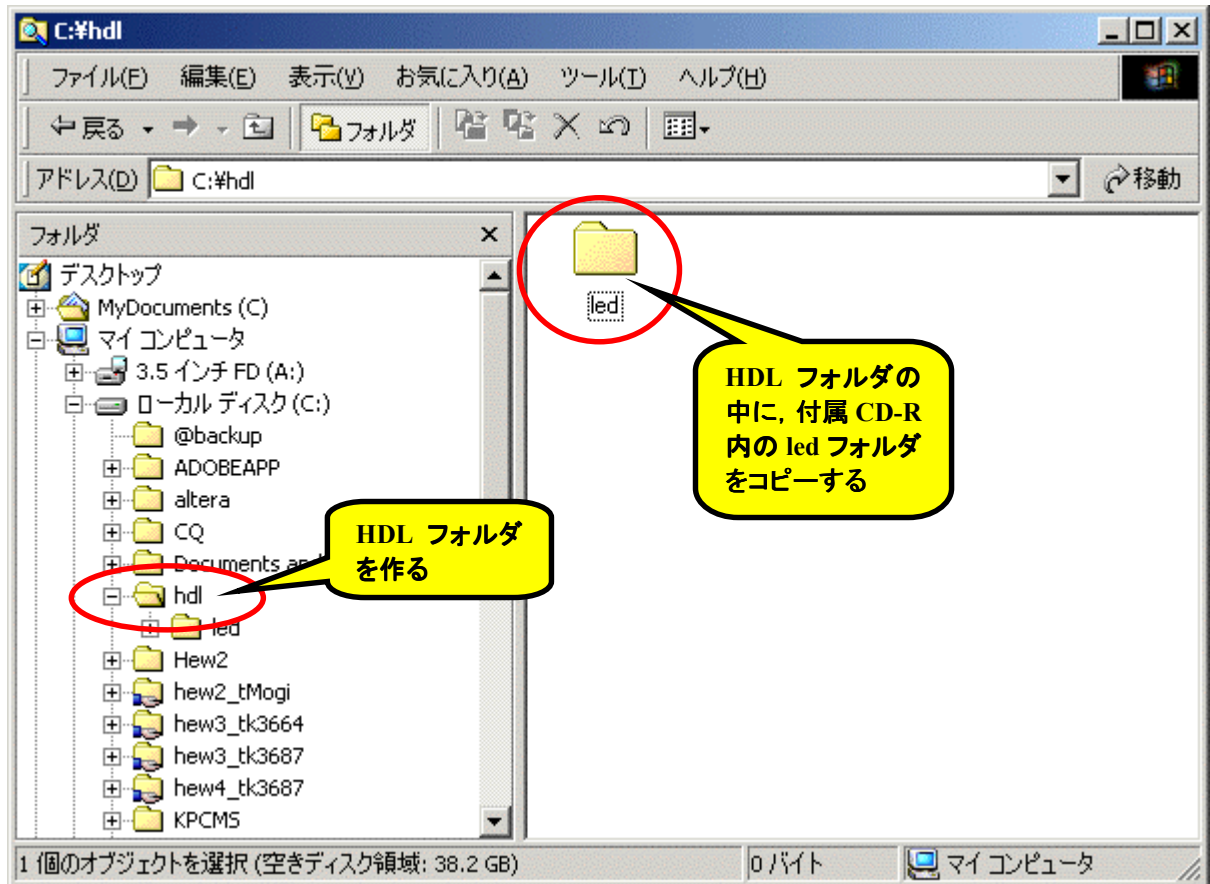 C:¥hdl
ファイル(F) 編集(E) 表示(V) お気に入り(A) ツール(T) ヘルプ(H)
戻る フォルダ
アドレス(D) C:¥hdl 移動
フォルダ ×
デスクトップ
MyDocuments (C)
マイ コンピュータ
3.5 インチ FD (A:)
ローカル ディスク (C:)
@backup
ADOBEAPP
altera
CQ
Documents an
hdl
led
Hew2
hew2_tMogi
hew3_tk3664
hew3_tk3687
hew4_tk3687
KPCMS
led
HDL フォルダ
を作る
HDL フォルダの
中に, 付属 CD-R
内の led フォルダ
をコピーする
1 個のオブジェクトを選択 (空きディスク領域: 38.2 GB) 0 バイト マイ コンピュータ